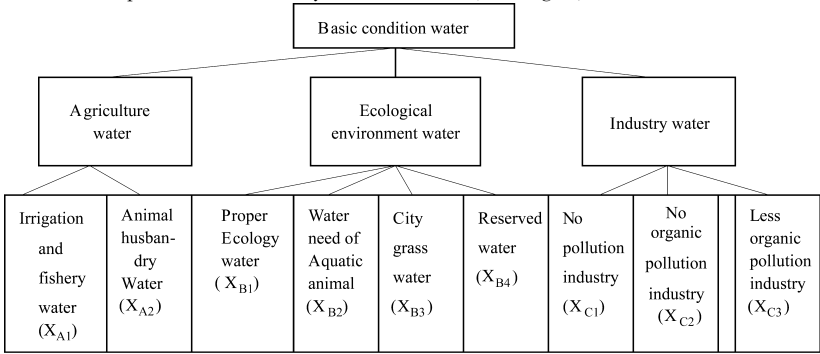 Basic condition water
Agriculture
water
Ecological
environment water
Industry water
Irrigation
and
fishery
water
(XA1)
Animal
husban-
dry
Water
(XA2)
Proper
Ecology
water
( XB1)
Water
need of
Aquatic
animal
(XB2)
City
grass
water
(XB3)
Reserved
water
(XB4)
No
pollution
industry
(XC1)
No
organic
pollution
industry
(XC2)
Less
organic
pollution
industry
(XC3)